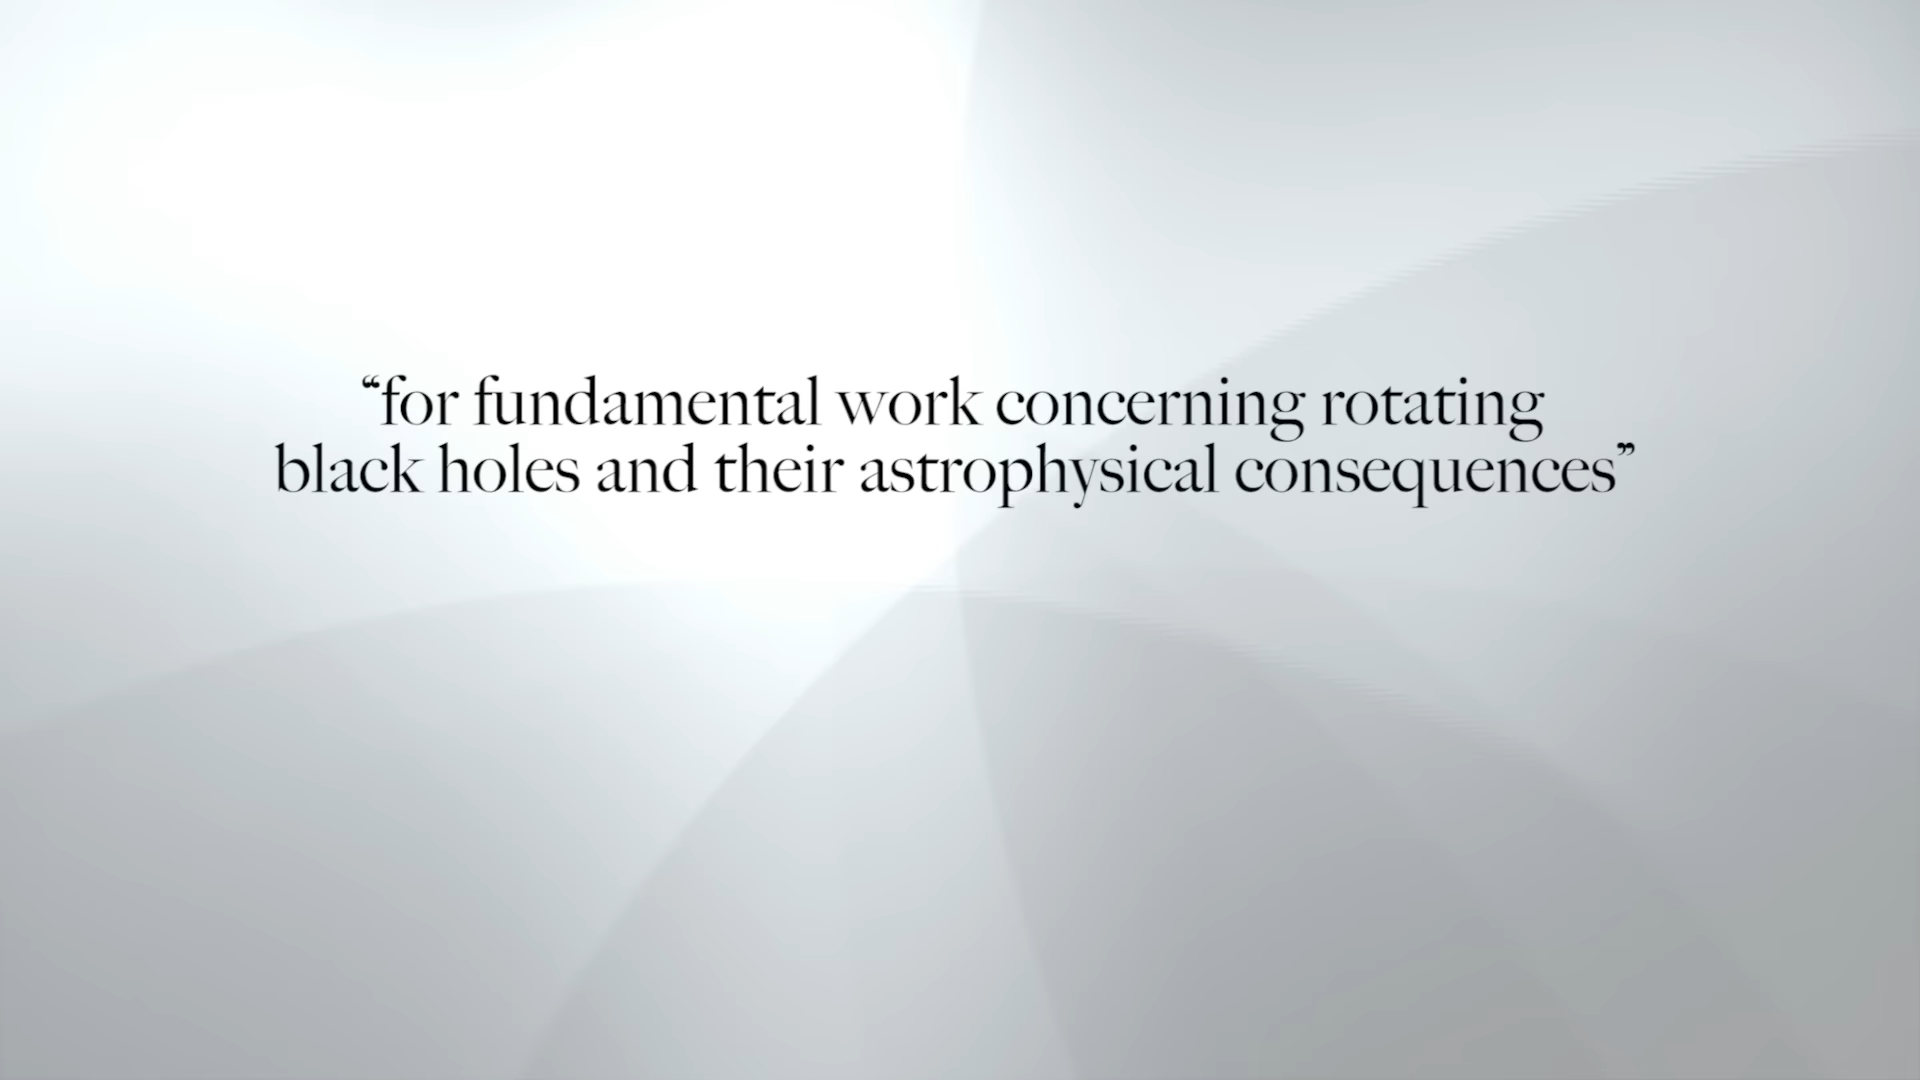 “for fundamental work concerning rotating
black holes and their astrophysical consequences”